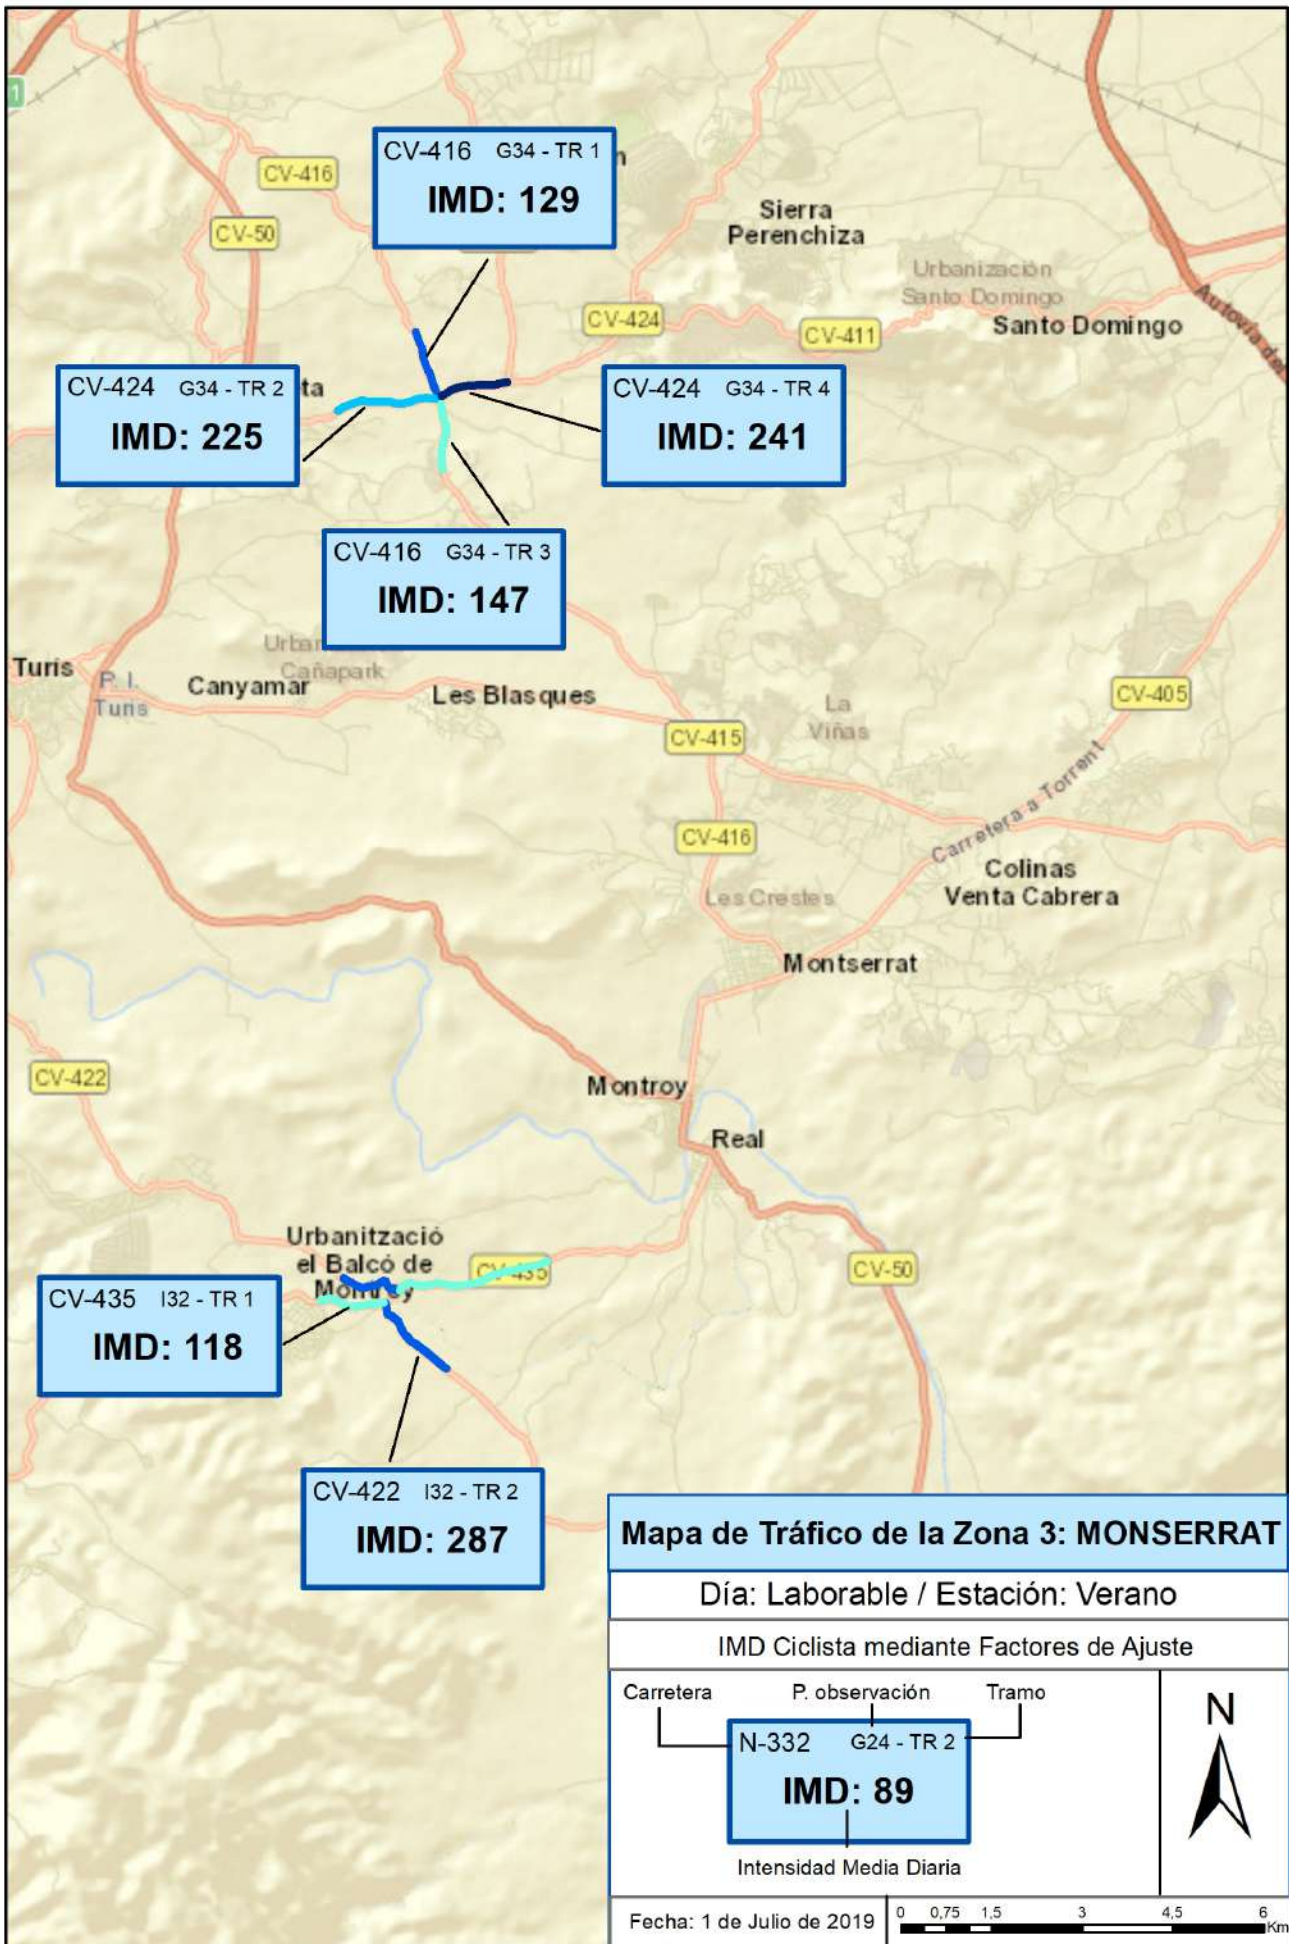 1
CV-416 G34 - TR 1
IMD: 129
CV-416
CV-50
Sierra
Perenchiza
Urbanización
Santo Domingo
Santo Domingo
CV-424
CV-411
Autovía del
CV-424 G34 - TR 2
IMD: 225
ta
CV-424 G34 - TR 4
IMD: 241
CV-416 G34 - TR 3
IMD: 147
Turís
P. I.
Turis
Cañapark
Canyamar
Les Blasques
La
Viñas
CV-405
CV-415
CV-416
Carretera a Torrent
Colinas
Venta Cabrera
Les Crestes
Montserrat
CV-422
Montroy
Real
Urbanització
el Balcó de
Montroy
CV-435
CV-50
CV-435 I32 - TR 1
IMD: 118
CV-422 I32 - TR 2
IMD: 287
Mapa de Tráfico de la Zona 3: MONSERRAT
Día: Laborable / Estación: Verano
IMD Ciclista mediante Factores de Ajuste
Carretera P. observación Tramo
N-332 G24 - TR 2
IMD: 89
Intensidad Media Diaria
N
Fecha: 1 de Julio de 2019
0 0,75 1,5 3 4,5 6
Km